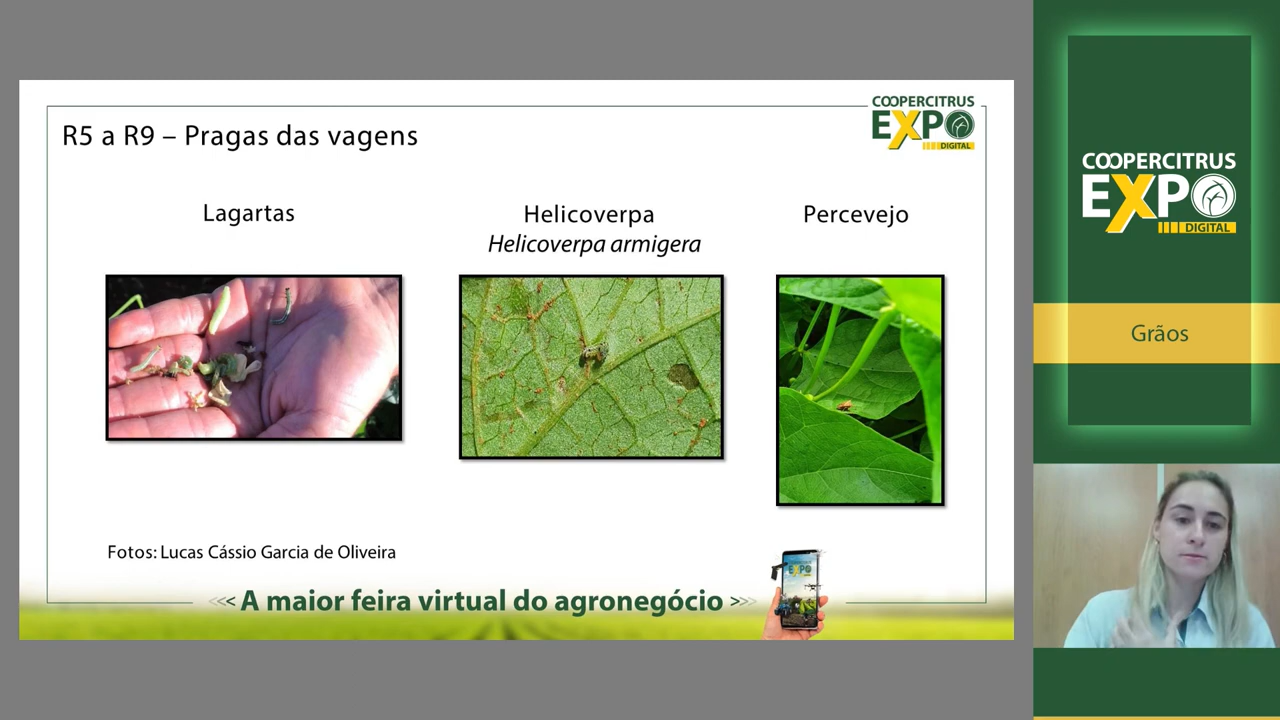 R5 a R9 – Pragas das vagens
COOPERCITRUS
EXPO
DIGITAL
Lagartas
Helicoverpa
Helicoverpa armigera
Percevejo
Fotos: Lucas Cássio Garcia de Oliveira
<<< A maior feira virtual do agronegócio >>>
EXPO
COOPERCITRUS
EXPO
DIGITAL
Grãos